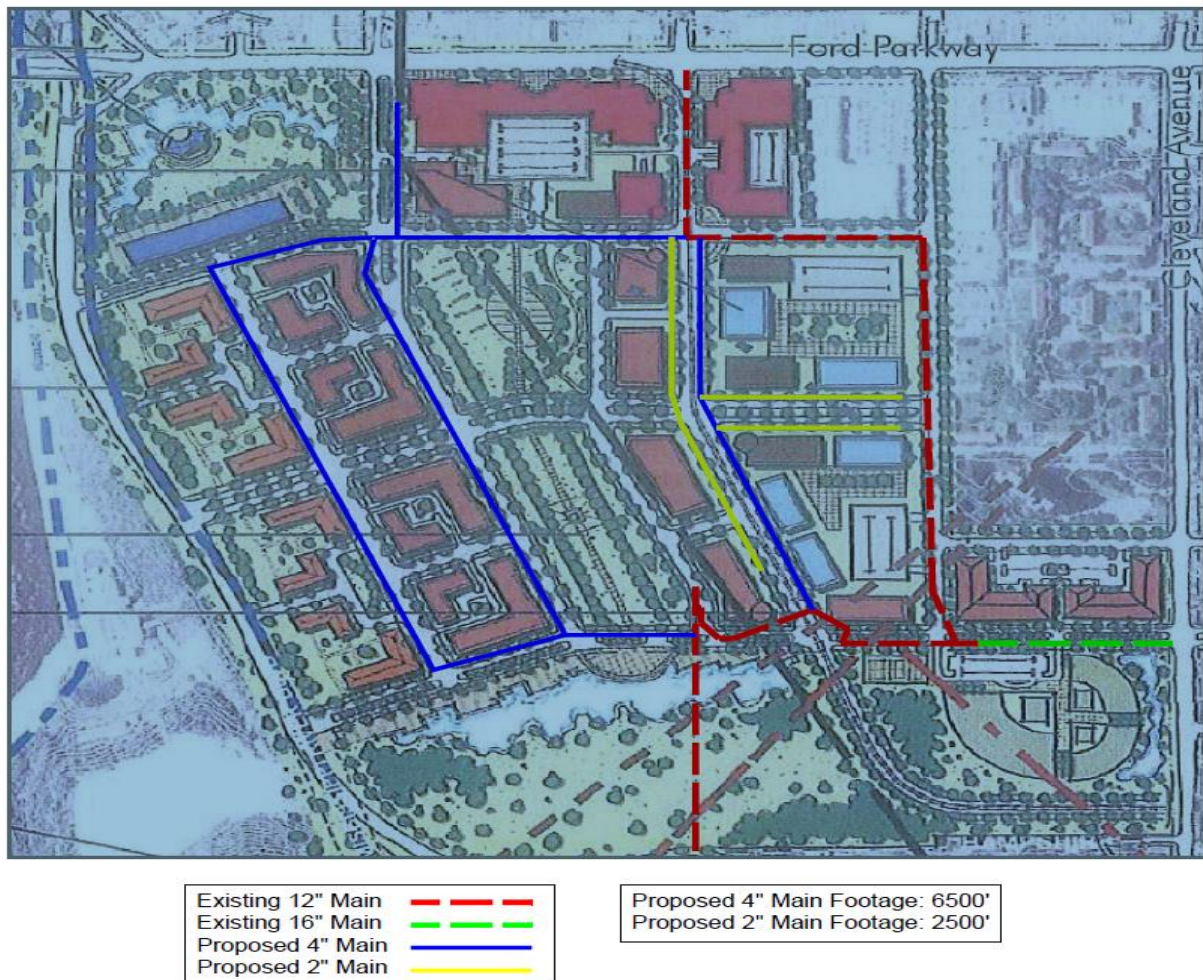 Ford Parkway
Cleveland Avenue
Existing 12" Main
Existing 16" Main
Proposed 4" Main
Proposed 2" Main
Proposed 4" Main Footage: 6500'
Proposed 2" Main Footage: 2500'